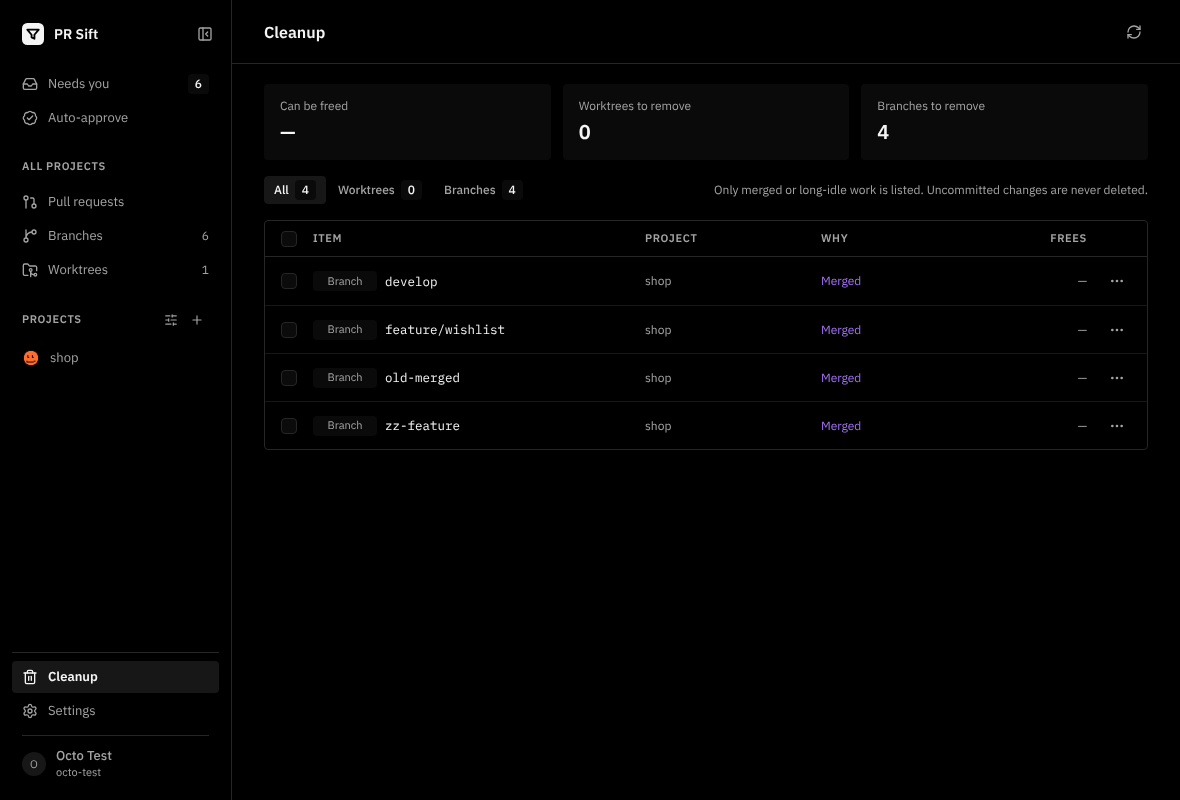 PR Sift
Needs you 6
Auto-approve
ALL PROJECTS
Pull requests
Branches 6
Worktrees 1
PROJECTS
shop
Cleanup
Settings
O
Octo Test
octo-test
Cleanup
Can be freed
—
Worktrees to remove
0
Branches to remove
4
All 4 Worktrees 0 Branches 4 Only merged or long-idle work is listed. Uncommitted changes are never deleted.
ITEM PROJECT WHY FREES
Branch develop shop Merged —
Branch feature/wishlist shop Merged —
Branch old-merged shop Merged —
Branch zz-feature shop Merged —